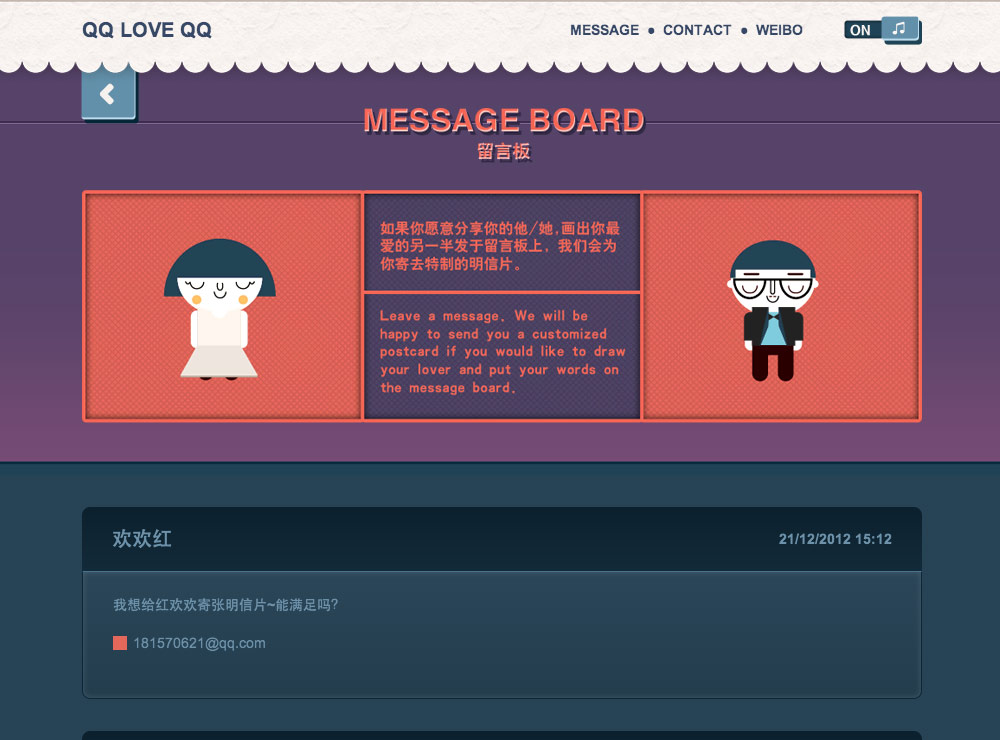 QQ LOVE QQ
MESSAGE ● CONTACT ● WEIBO
ON
MESSAGE BOARD
留言板
如果你愿意分享你的他/她,画出你最
爱的另一半发于留言板上, 我们会为
你寄去特制的明信片。
Leave a message. We will be
happy to send you a customized
postcard if you would like to draw
your lover and put your words on
the message board.
欢欢红
21/12/2012 15:12
我想给红欢欢寄张明信片~能满足吗?
181570621@qq.com